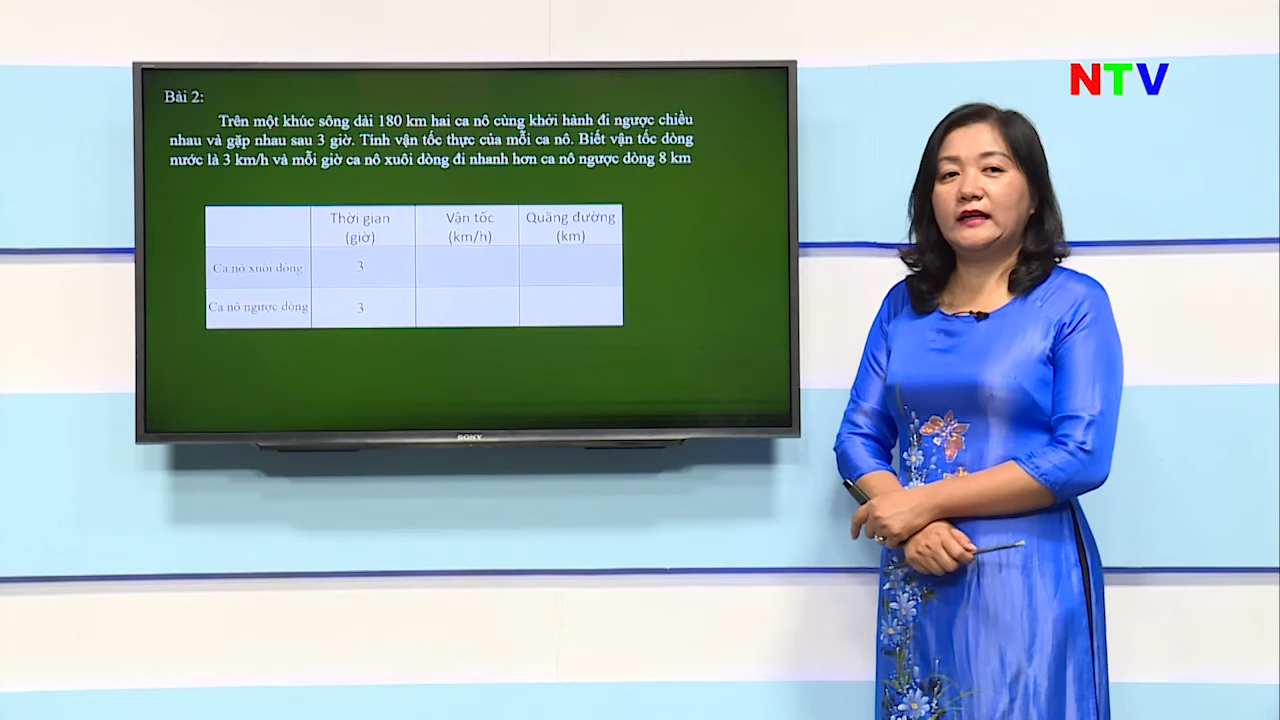 NTV
Bài 2:
Trên một khúc sông dài 180 km hai ca nô cùng khởi hành đi ngược chiều
nhau và gặp nhau sau 3 giờ. Tính vận tốc thực của mỗi ca nô. Biết vận tốc dòng
nước là 3 km/h và mỗi giờ ca nô xuôi dòng đi nhanh hơn ca nô ngược dòng 8 km
Thời gian Vận tốc Quãng đường
(giờ) (km/h) (km)
Ca nô xuôi dòng 3
Ca nô ngược dòng 3
SONY